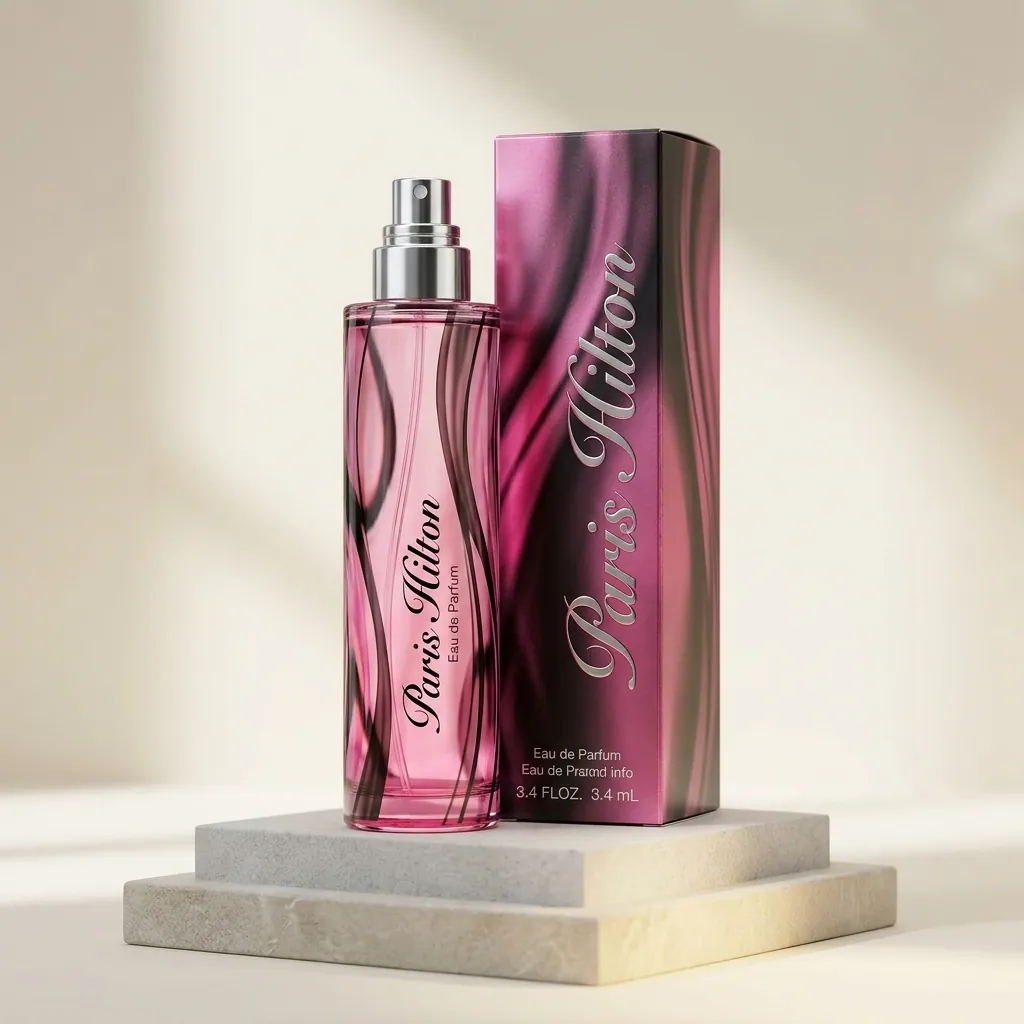 Paris Hilton
Eau de Parfum
Paris Hilton
Eau de Parfum
Eau de Pramd info
3.4 FLOZ. 3.4 mL